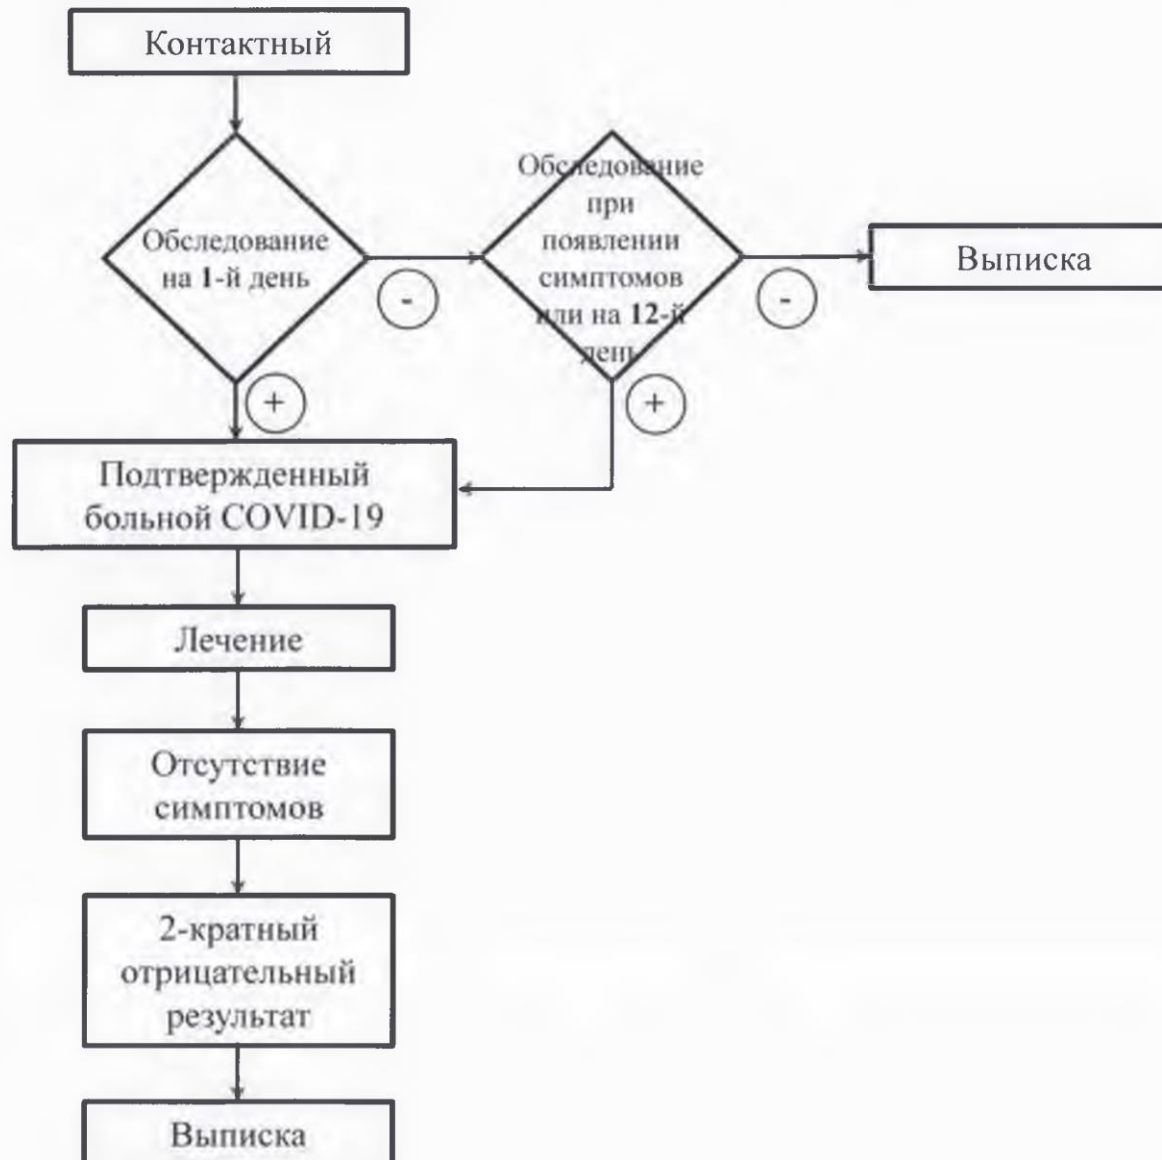 Контактный
Обследование
на 1-й день
-
Обследование
при
появлении
симптомов
или на 12-й
день
-
Выписка
+
+
Подтвержденный
больной COVID-19
Лечение
Отсутствие
симптомов
2-кратный
отрицательный
результат
Выписка